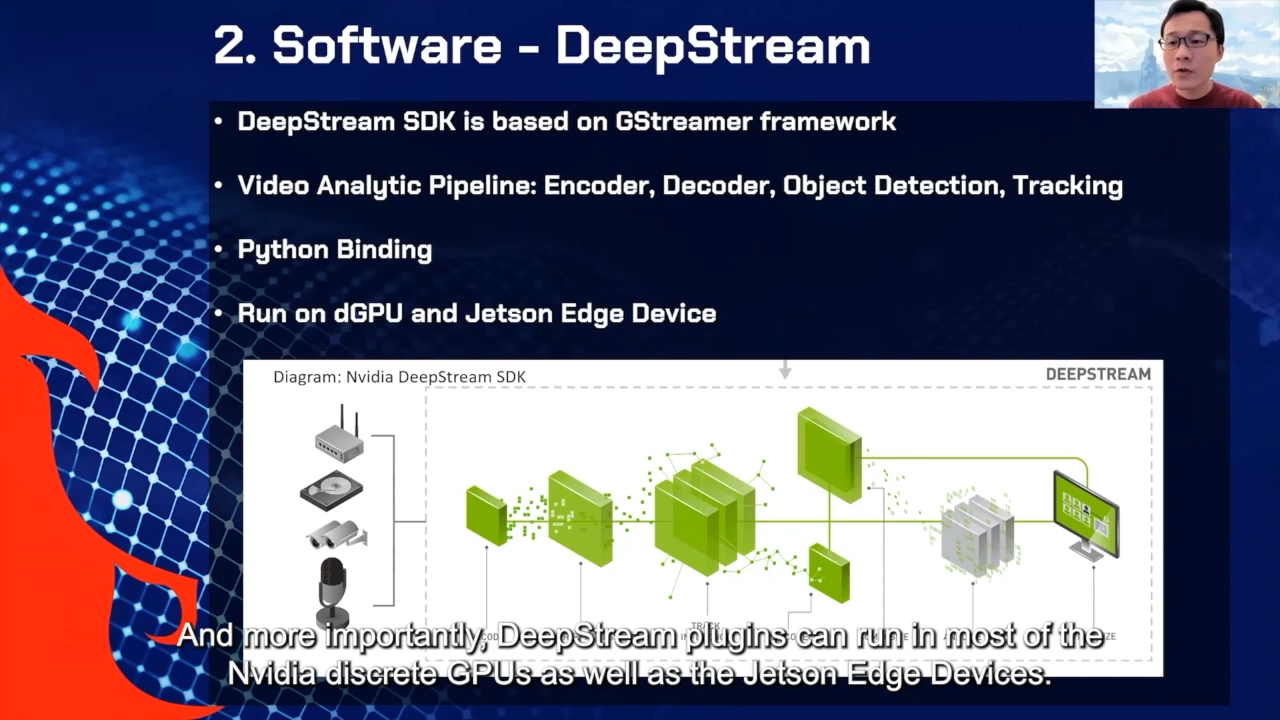 2. Software - DeepStream
• DeepStream SDK is based on GStreamer framework
• Video Analytic Pipeline: Encoder, Decoder, Object Detection, Tracking
• Python Binding
• Run on dGPU and Jetson Edge Device
Diagram: Nvidia DeepStream SDK
DEEPSTREAM
And more importantly, DeepStream plugins can run in most of the
Nvidia discrete GPUs as well as the Jetson Edge Devices.